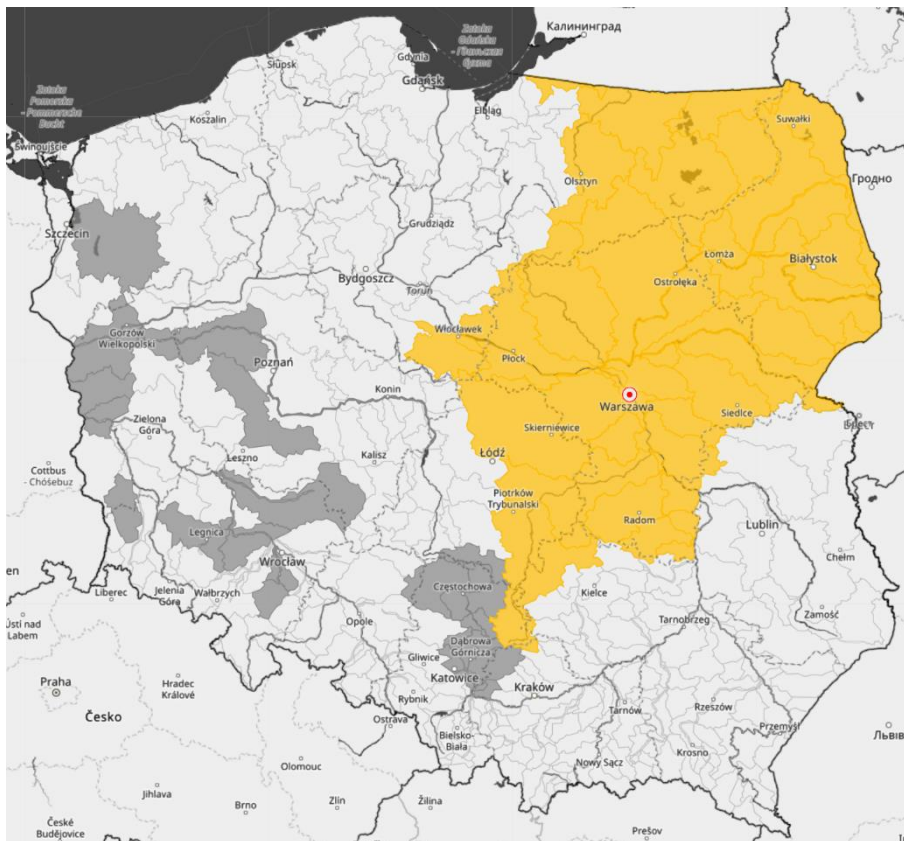 Калининград
Zatoka
Gdańska
- Гданьская
бухта
Gdynia
Słupsk
Gdańsk
Zatoka
Pomorska
- Pommersche
Bucht
Koszalin
Elbląg
Suwałki
Świnoujście
Гродно
Olsztyn
Szczecin
Grudziądz
Łomża
Białystok
Bydgoszcz
Ostrołęka
Toruń
Włocławek
Gorzów
Wielkopolski
Płock
Poznań
Konin
Warszawa
Siedlce
Zielona
Góra
Skierniewice
Leszno
Kalisz
Łódź
Cottbus
- Chóśebuz
Piotrków
Trybunalski
Radom
Lublin
Legnica
Wrocław
Chełm
Częstochowa
Kielce
Liberec
Jelenia
Góra
Wałbrzych
Zamość
Ústí nad
Labem
Opole
Tarnobrzeg
Dąbrowa
Górnicza
Gliwice
Katowice
Praha
Hradec
Králové
Kraków
Rybnik
Tarnów
Rzeszów
Česko
Ostrava
Przemyśl
Bielsko-
Biała
Львів
Krosno
Nowy Sącz
Olomouc
Jihlava
Brno
Zlín
Žilina
České
Budějovice
Prešov